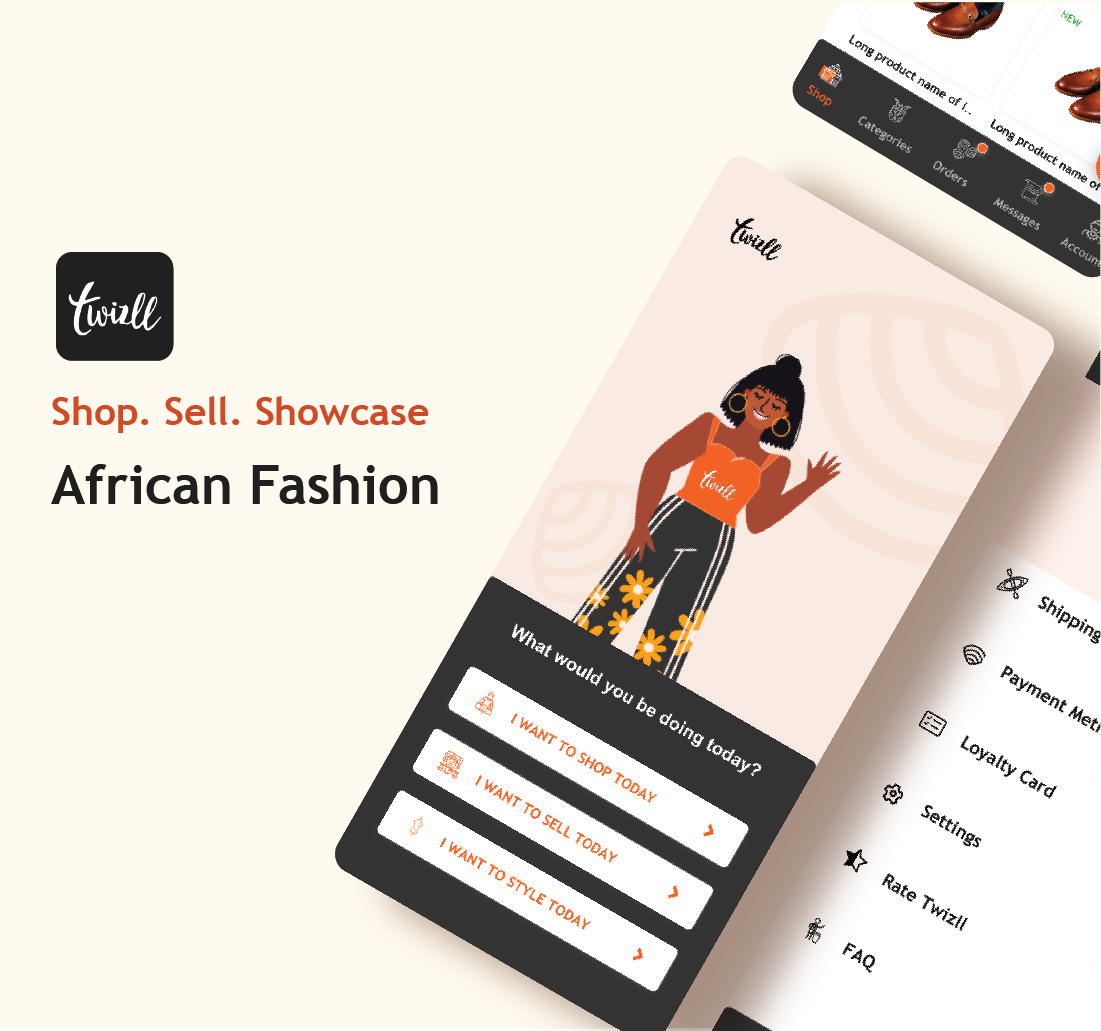 twizll
Shop. Sell. Showcase
African Fashion
NEW
Long product name of i..
Long product name of
Shop
Categories
Orders
Messages
Accoun
twizll
twizll
What would you be doing today?
I WANT TO SHOP TODAY
I WANT TO SELL TODAY
I WANT TO STYLE TODAY
Shipping
Payment Met
Loyalty Card
Settings
Rate Twizll
FAQ